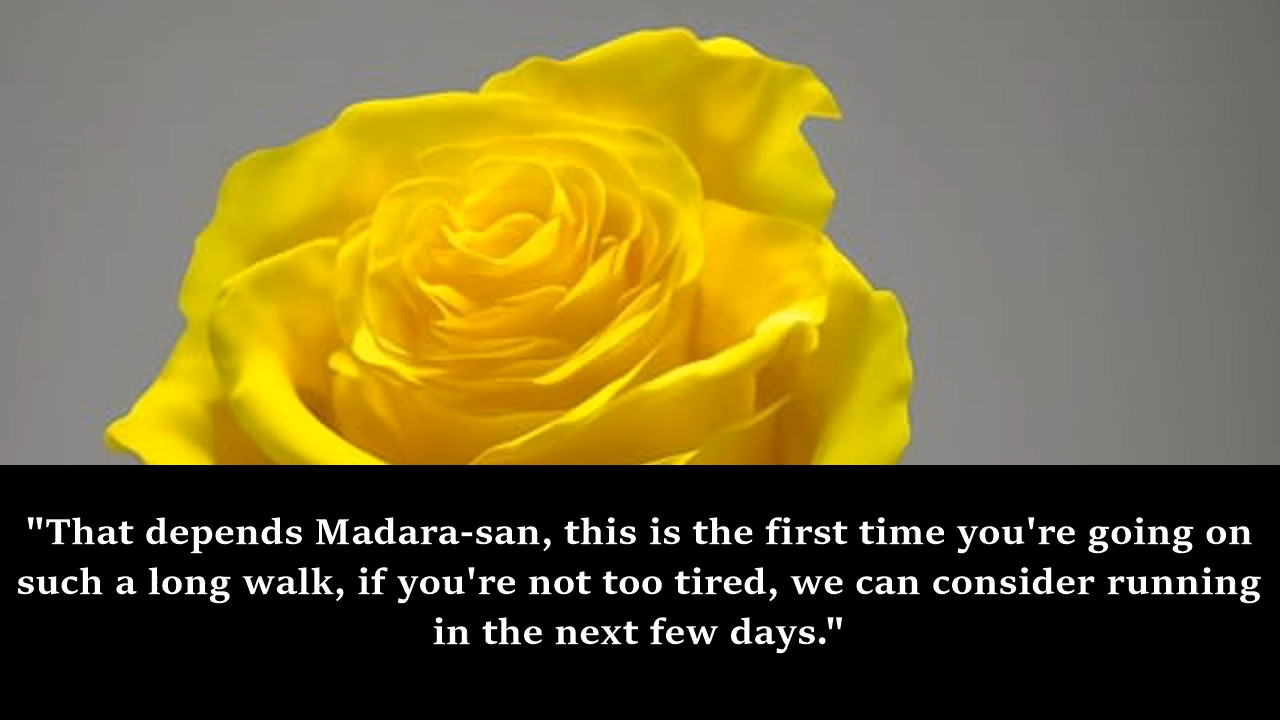 "That depends Madara-san, this is the first time you're going on
such a long walk, if you're not too tired, we can consider running
in the next few days."